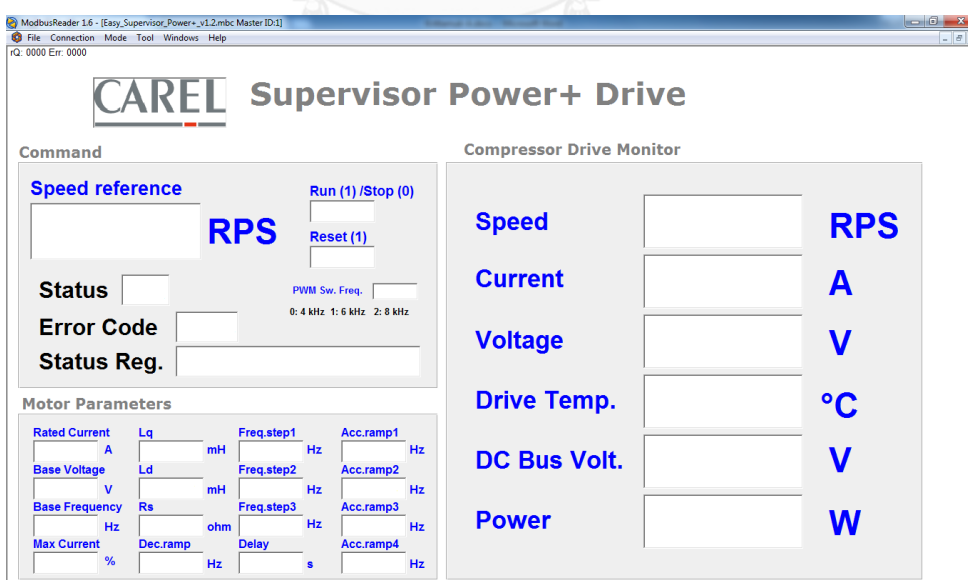 ModbusReader 1.6 - [Easy_Supervisor_Power+_v1.2.mbc Master ID:1]
File Connection Mode Tool Windows Help
rQ: 0000 Err: 0000
CAREL Supervisor Power+ Drive
Command
Speed reference
RPS
Run (1) /Stop (0)
Reset (1)
Status
PWM Sw. Freq.
0: 4 kHz 1: 6 kHz 2: 8 kHz
Error Code
Status Reg.
Motor Parameters
Rated Current Lq Freq.step1 Acc.ramp1
A mH Hz Hz
Base Voltage Ld Freq.step2 Acc.ramp2
V mH Hz Hz
Base Frequency Rs Freq.step3 Acc.ramp3
Hz ohm Hz Hz
Max Current Dec.ramp Delay Acc.ramp4
% Hz s Hz
Compressor Drive Monitor
Speed RPS
Current A
Voltage V
Drive Temp. °C
DC Bus Volt. V
Power W